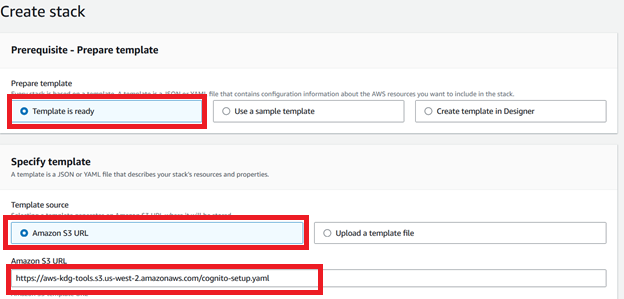 Create stack
Prerequisite - Prepare template
Prepare template
Every stack is based on a template. A template is a JSON or YAML file that contains configuration information about the AWS resources you want to include in the stack.
Template is ready
Use a sample template
Create template in Designer
Specify template
A template is a JSON or YAML file that describes your stack's resources and properties.
Template source
Selecting a template generates an Amazon S3 URL where it will be stored.
Amazon S3 URL
Upload a template file
Amazon S3 URL
https://aws-kdg-tools.s3.us-west-2.amazonaws.com/cognito-setup.yaml